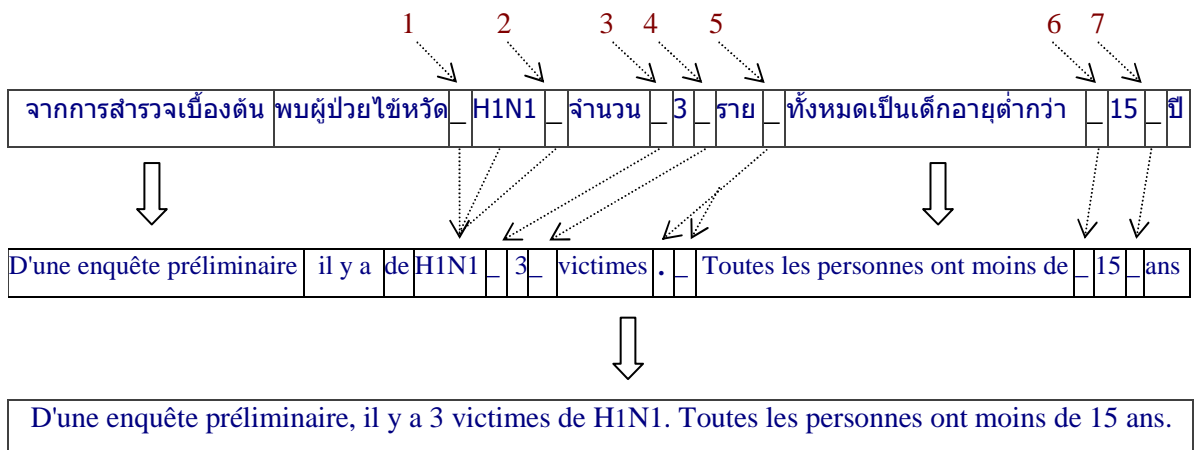 1 2 3 4 5 6 7
จากการสำรวจเบื้องต้น พบผู้ป่วยไข้หวัด _ H1N1 _ จำนวน _ 3 _ ราย _ ทั้งหมดเป็นเด็กอายุต่ำกว่า _ 15 _ ปี
D'une enquête préliminaire il y a de H1N1 _ 3 _ victimes . _ Toutes les personnes ont moins de _ 15 _ ans
D'une enquête préliminaire, il y a 3 victimes de H1N1. Toutes les personnes ont moins de 15 ans.